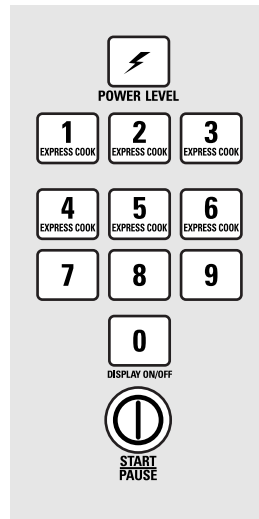 POWER LEVEL
1 2 3
EXPRESS COOK EXPRESS COOK EXPRESS COOK
4 5 6
EXPRESS COOK EXPRESS COOK EXPRESS COOK
7 8 9
0
DISPLAY ON/OFF
START
PAUSE